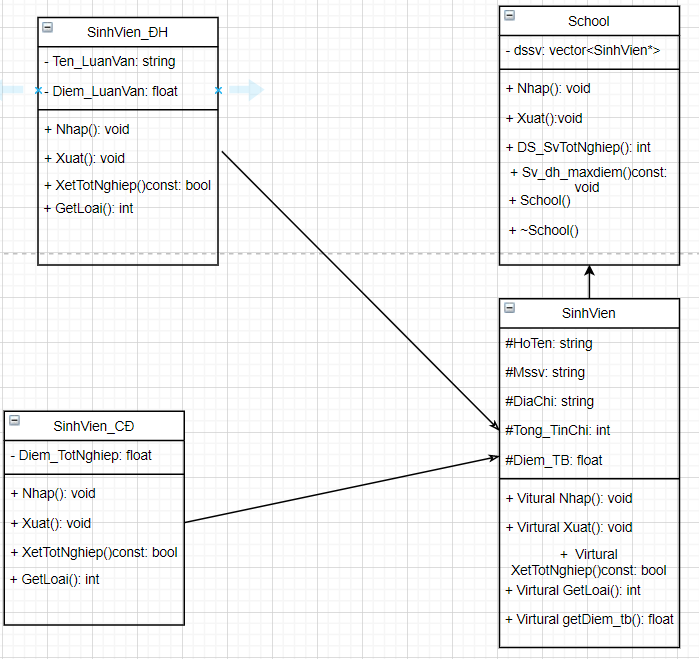 SinhVien_ĐH
- Ten_LuanVan: string
- Diem_LuanVan: float
+ Nhap(): void
+ Xuat(): void
+ XetTotNghiep()const: bool
+ GetLoai(): int
School
- dssv: vector<SinhVien*>
+ Nhap(): void
+ Xuat():void
+ DS_SvTotNghiep(): int
+ Sv_dh_maxdiem()const:
void
+ School()
+ ~School()
SinhVien_CĐ
- Diem_TotNghiep: float
+ Nhap(): void
+ Xuat(): void
+ XetTotNghiep()const: bool
+ GetLoai(): int
SinhVien
#HoTen: string
#Mssv: string
#DiaChi: string
#Tong_TinChi: int
#Diem_TB: float
+ Vitural Nhap(): void
+ Virtural Xuat(): void
+ Virtural
XetTotNghiep()const: bool
+ Virtural GetLoai(): int
+ Virtural getDiem_tb(): float